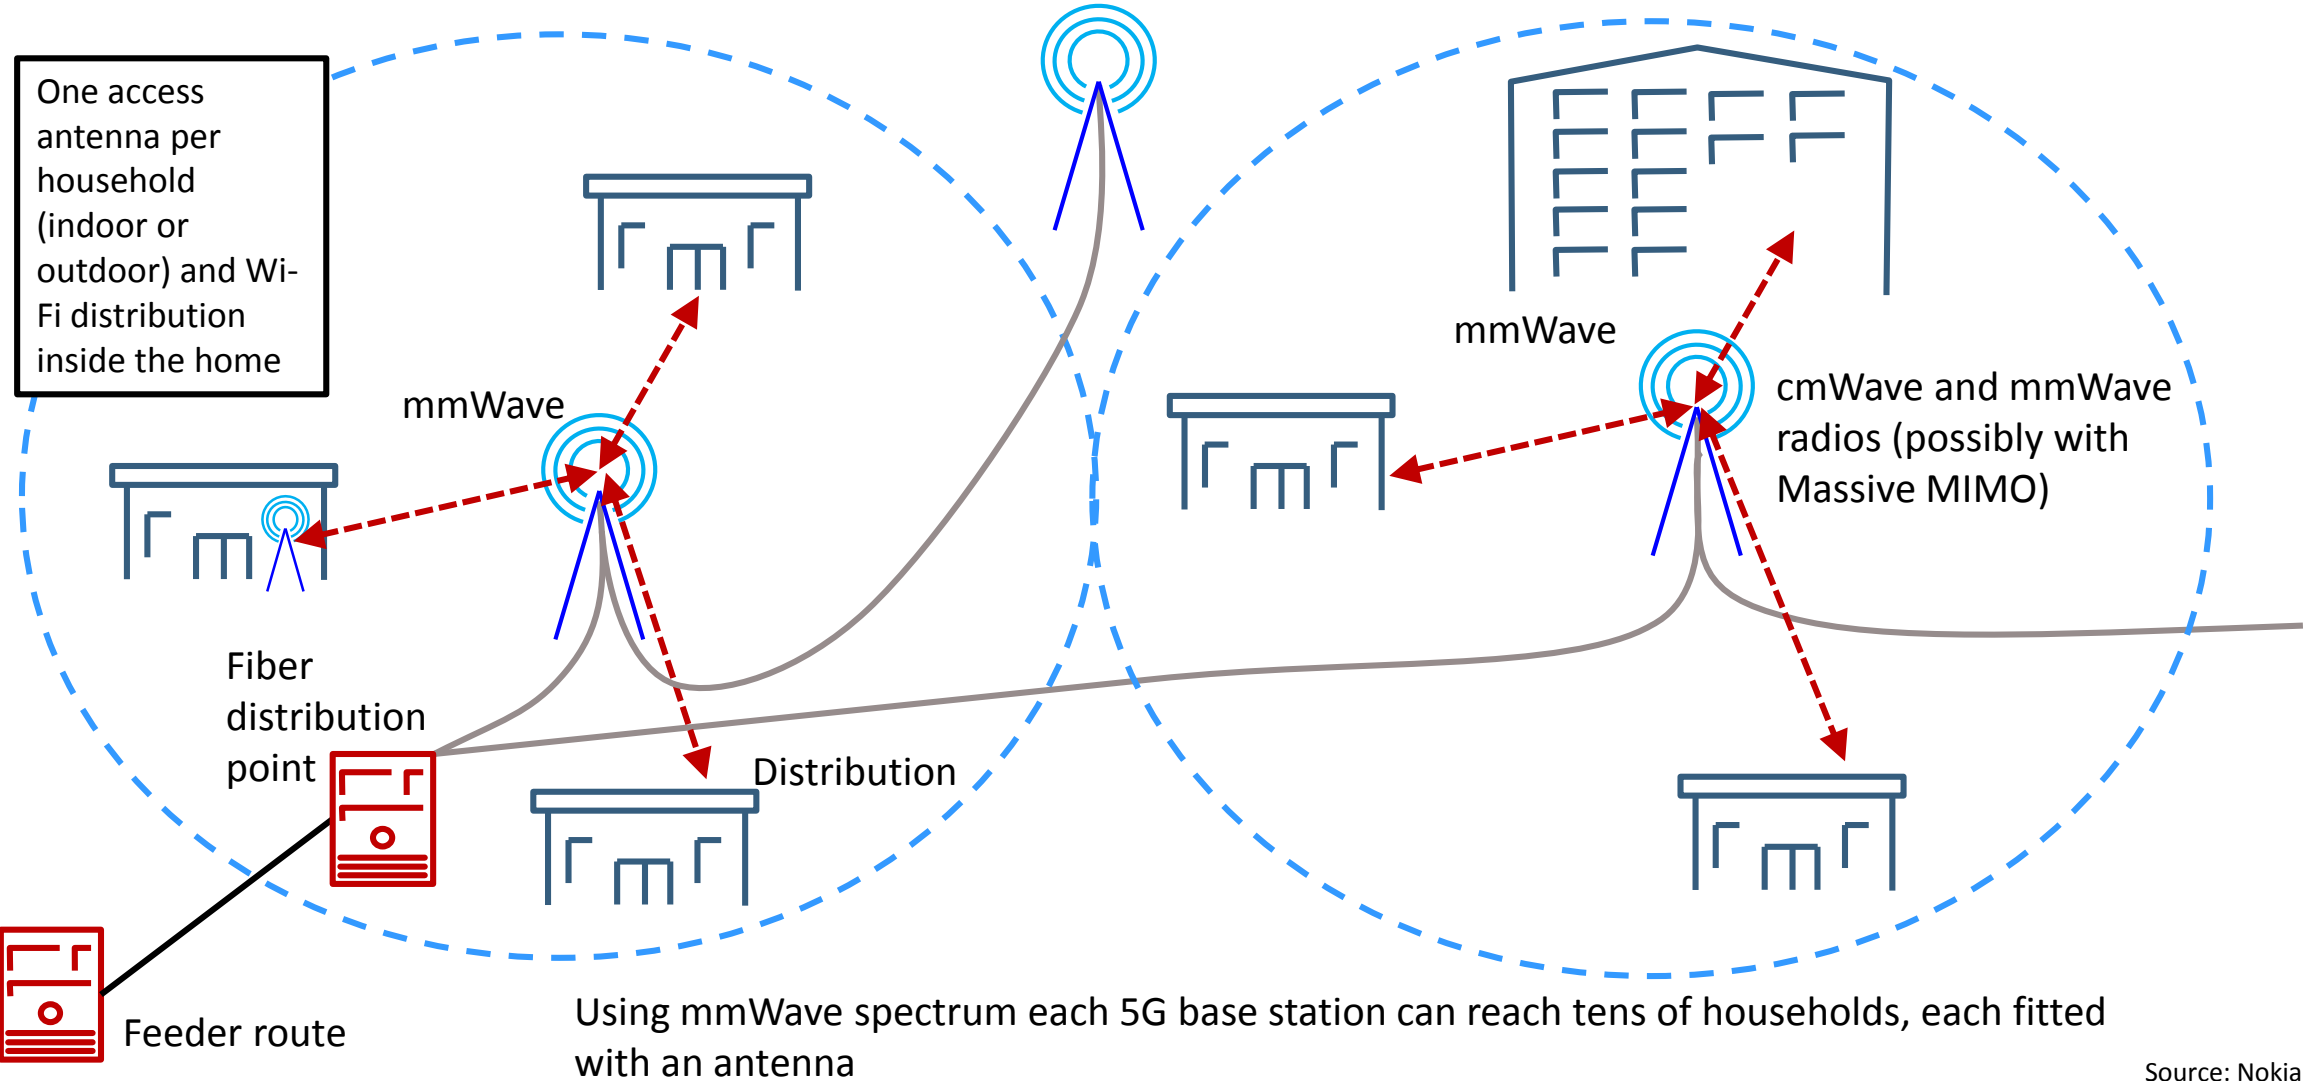 One access
antenna per
household
(indoor or
outdoor) and Wi-
Fi distribution
inside the home
mmWave
mmWave
cmWave and mmWave
radios (possibly with
Massive MIMO)
Fiber
distribution
point
Distribution
Feeder route
Using mmWave spectrum each 5G base station can reach tens of households, each fitted
with an antenna
Source: Nokia